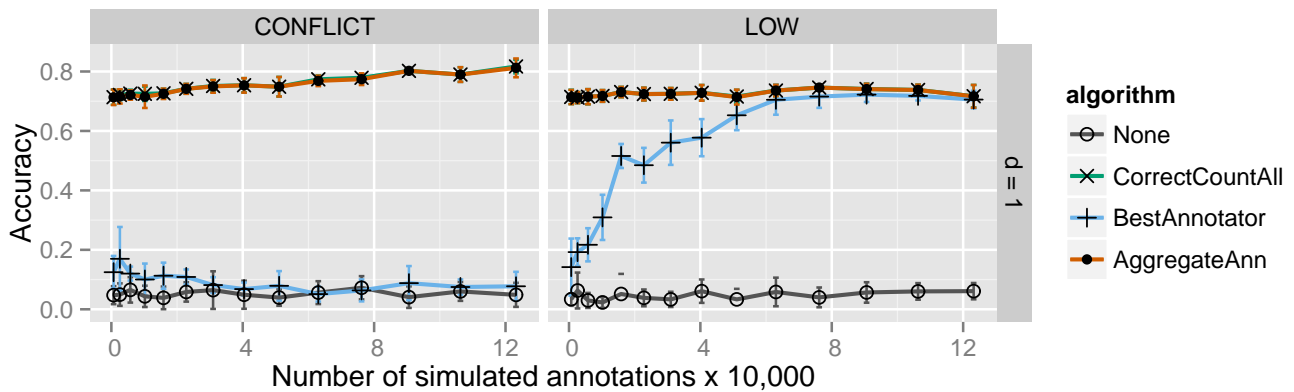 CONFLICT
LOW
Accuracy
0.8
0.6
0.4
0.2
0.0
0
4
8
12
0
4
8
12
Number of simulated annotations x 10,000
d = 1
algorithm
None
CorrectCountAll
BestAnnotator
AggregateAnn